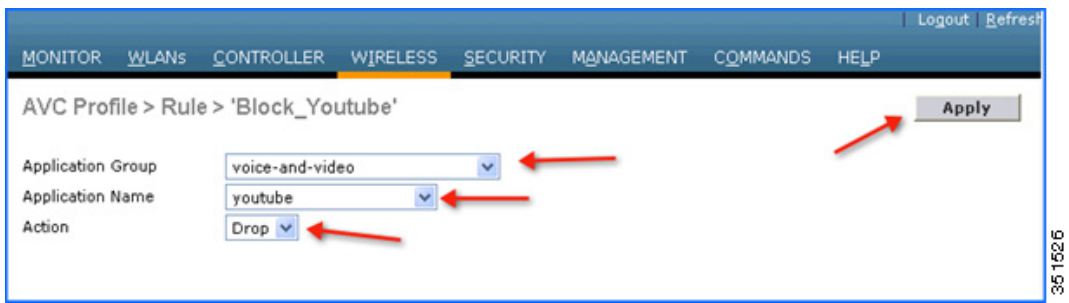 Logout | Refresh
MONITOR WLANs CONTROLLER WIRELESS SECURITY MANAGEMENT COMMANDS HELP
AVC Profile > Rule > 'Block_Youtube'
Apply
Application Group voice-and-video
Application Name youtube
Action Drop
351526